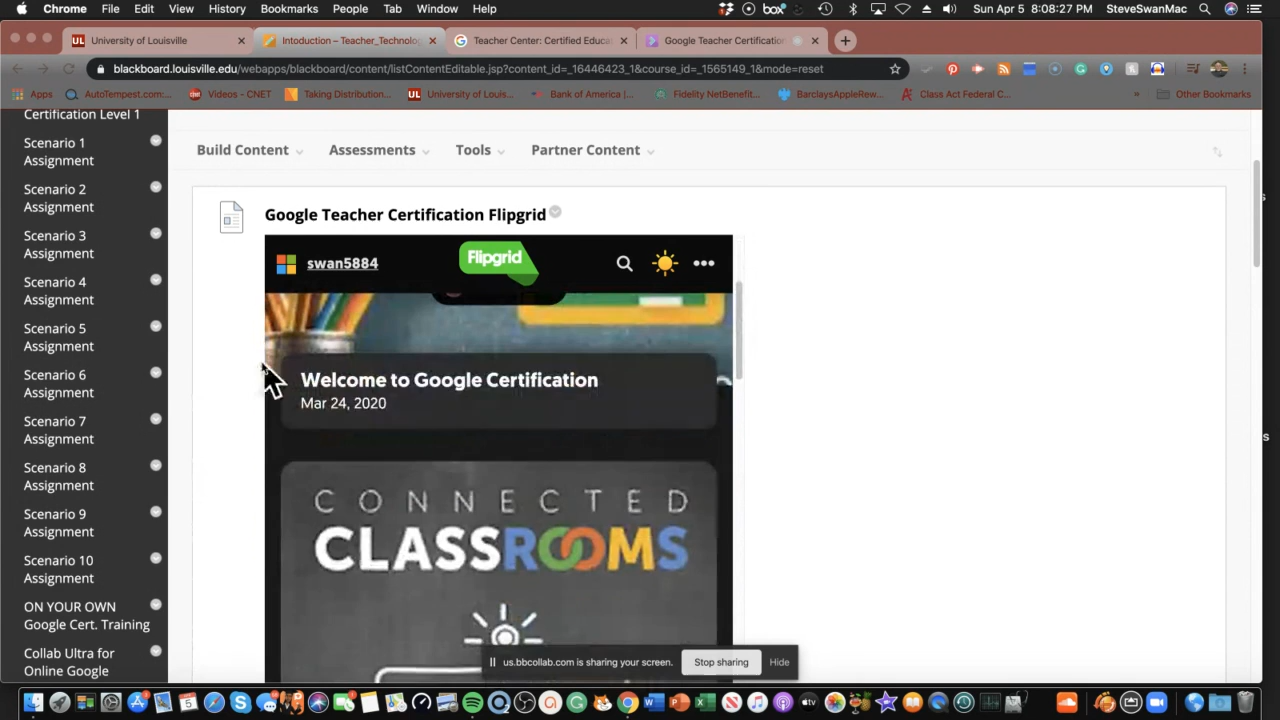 Chrome File Edit View History Bookmarks People Tab Window Help box Sun Apr 5 8:08:27 PM SteveSwanMac
University of Louisville Intoduction – Teacher_Technolog Teacher Center: Certified Educa Google Teacher Certification
blackboard.louisville.edu/webapps/blackboard/content/listContentEditable.jsp?content_id=_16446423_1&course_id=_1565149_1&mode=reset
Apps AutoTempest.com:... Videos - CNET Taking Distribution... University of Louis... Bank of America |... Fidelity NetBenefit... BarclaysAppleRew... Class Act Federal C... » Other Bookmarks
Certification Level 1
Scenario 1
Assignment
Scenario 2
Assignment
Scenario 3
Assignment
Scenario 4
Assignment
Scenario 5
Assignment
Scenario 6
Assignment
Scenario 7
Assignment
Scenario 8
Assignment
Scenario 9
Assignment
Scenario 10
Assignment
ON YOUR OWN
Google Cert. Training
Collab Ultra for
Online Google
Build Content Assessments Tools Partner Content
Google Teacher Certification Flipgrid
swan5884 Flipgrid
Welcome to Google Certification
Mar 24, 2020
CONNECTED
CLASSROOMS
us.bbcollab.com is sharing your screen. Stop sharing Hide